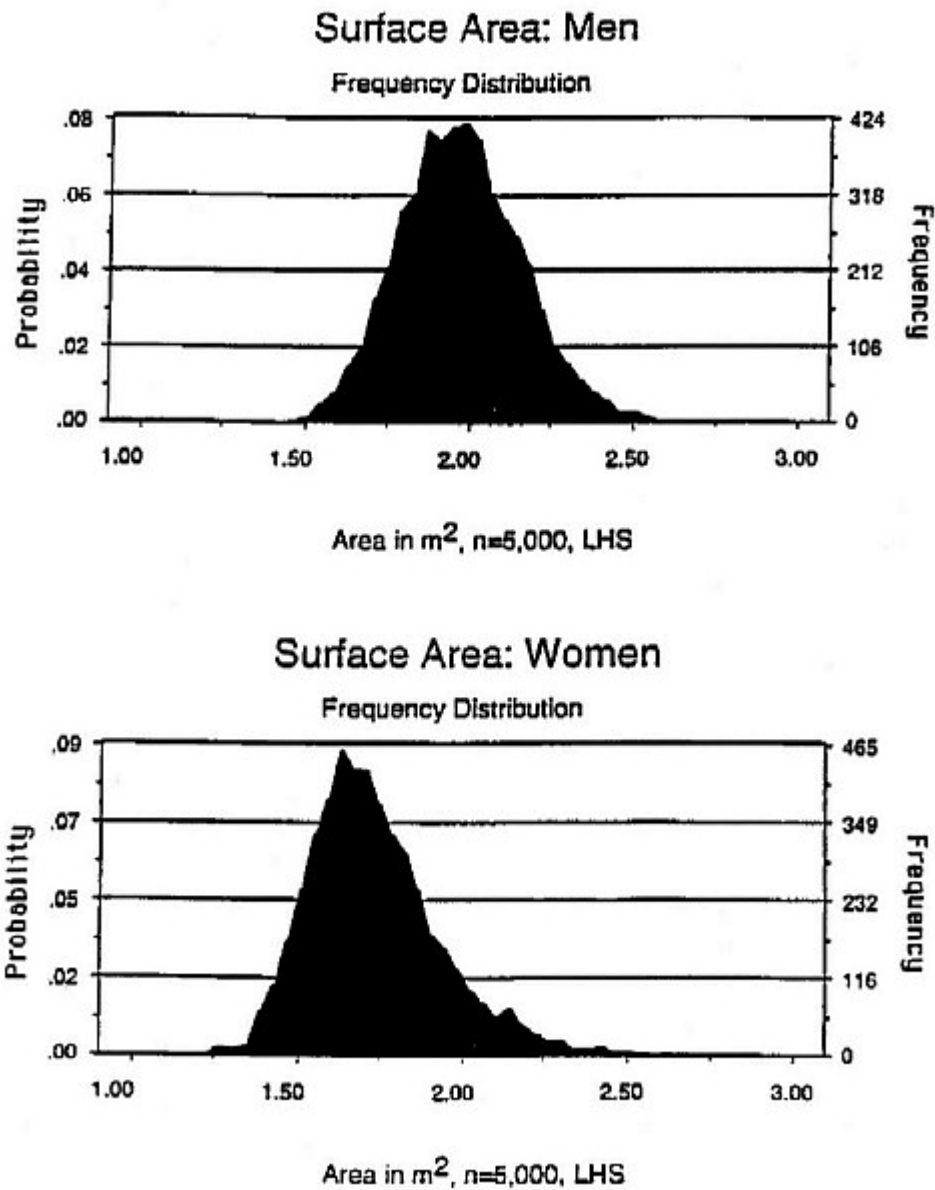 Surface Area: Men
Frequency Distribution
Probability
Frequency
.08
.06
.04
.02
.00
424
318
212
106
0
1.00 1.50 2.00 2.50 3.00
Area in m², n=5,000, LHS
Surface Area: Women
Frequency Distribution
Probability
Frequency
.09
.07
.05
.02
.00
465
349
232
116
0
1.00 1.50 2.00 2.50 3.00
Area in m², n=5,000, LHS